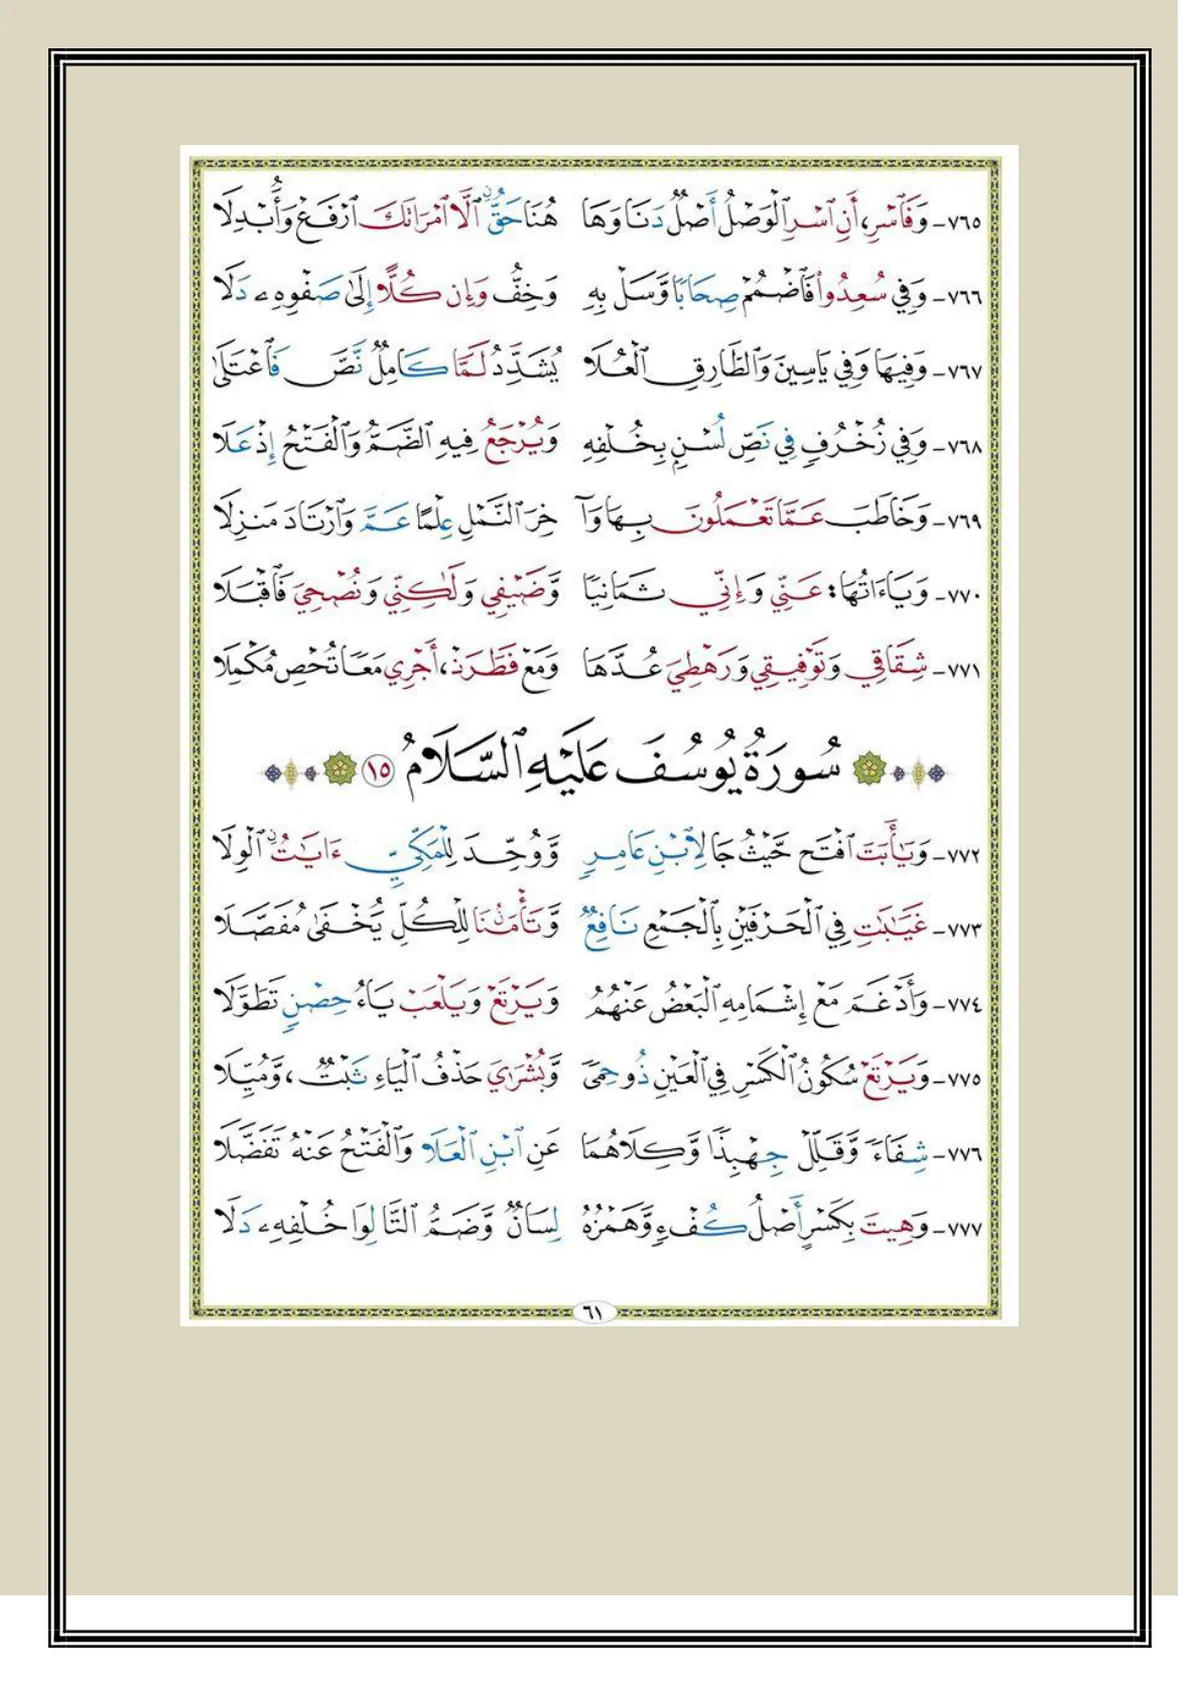 ٧٦٥- وَفَاسْرِ، أَنِ اسْرِ الْوَصْلُ أَصْلٌ دَنَا وَهَا هُنَا حَقٌّ نِ الَّا امْرَاتَكَ ارْفَعْ وَأُبْدِلَا
٧٦٦- وَفِي سُعِدُوا فَاضْمُمْ صِحَابًا وَّسَلْ بِهِ وَخِفُّ وَإِن كُلًّا إِلَىٰ صَفْوِهِ دَلَا
٧٦٧- وَفِيهَا وَفِي يَاسِينَ وَالطَّارِقِ الْعُلَا يُشَدِّدُ لَمَّا كَامِلٌ نَّصَّ فَاعْتَلَىٰ
٧٦٨- وَفِي زُخْرُفٍ فِي نَصِّ لُسْنٍ بِخُلْفِهِ وَيُرْجَعُ فِيهِ الضَّمُّ وَالْفَتْحُ إِذْ عَلَا
٧٦٩- وَخَاطَبَ عَمَّا تَعْمَلُونَ بِهَا وَآ خِرَ النَّمْلِ عِلْمًا عَمَّ وَارْتَادَ مَنزِلَا
٧٧٠- وَيَاءَاتُهَا: عَنِّي وَإِنِّي ثَمَانِيًا وَّضَيْفِي وَلَٰكِنِّي وَنُصْحِيَ فَاقْبَلَا
٧٧١- شِقَاقِي وَتَوْفِيقِي وَرَهْطِيَ عُدَّهَا وَمَعْ فَطَرَنْ، أَجْرِي مَعًا تُحْصِ مُكْمِلَا
سُورَةُ يُوسُفَ عَلَيْهِ السَّلَامُ ١٥
٧٧٢- وَيَٰأَبَتَ افْتَح حَّيْثُ جَا لِابْنِ عَامِرٍ وَّوُحِّدَ لِلْمَكِّيِّ ءَايَٰتٌ نِ الْوِلَا
٧٧٣- غَيَٰبَٰتِ فِي الْحَرْفَيْنِ بِالْجَمْعِ نَافِعٌ وَّتَأْمَنُنَا لِلْكُلِّ يُخْفَىٰ مُفَصَّلَا
٧٧٤- وَأَدْغَمَ مَعْ إِشْمَامِهِ الْبَعْضُ عَنْهُمُ وَيَرْتَعْ وَيَلْعَبْ يَاءُ حِصْنٍ تَطَوَّلَا
٧٧٥- وَيَرْتَعْ سُكُونُ الْكَسْرِ فِي الْعَيْنِ ذُو حِمًى وَّبُشْرَٰيَ حَذْفُ الْيَاءِ ثَبْتٌ، وَّمُيِّلَا
٧٧٦- شِفَاءً وَّقَلِّلْ جِهْبِذًا وَّكِلَاهُمَا عَنِ ابْنِ الْعَلَا وَالْفَتْحُ عَنْهُ تَفَضَّلَا
٧٧٧- وَهِيتَ بِكَسْرٍ أَصْلُ كُفْءٍ وَّهَمْزُهُ لِسَانٌ وَّضَمُّ التَّا لِوَا خُلْفِهِ دَلَا
٦١